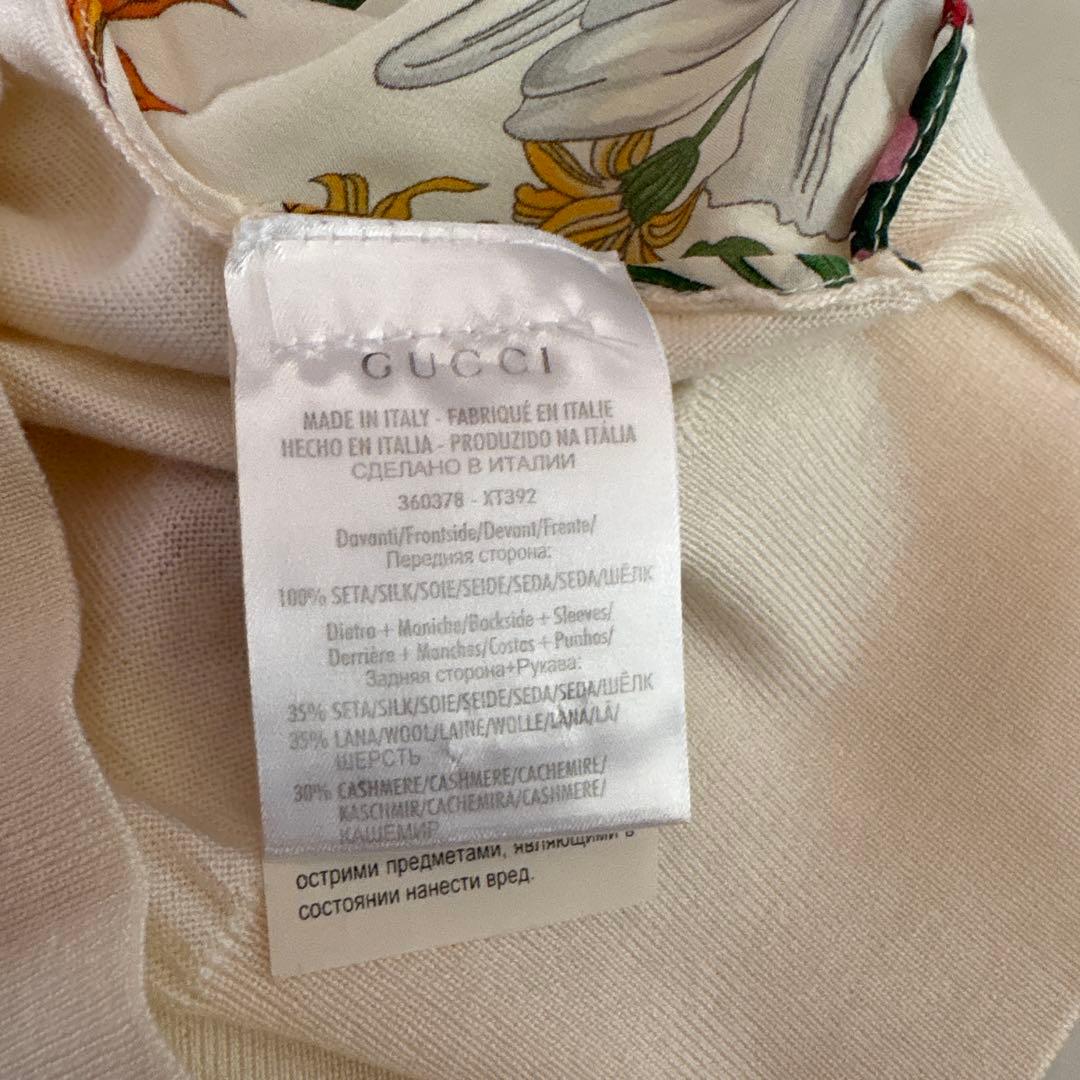 GUCCI
MADE IN ITALY - FABRIQUÉ EN ITALIE
HECHO EN ITALIA - PRODUZIDO NA ITÁLIA
СДЕЛАНО В ИТАЛИИ
360378 - XT392
Davanti/Frontside/Devant/Frente/
Передняя сторона:
100% SETA/SILK/SOIE/SEIDE/SEDA/SEDA/ШЁЛК
Dietro + Maniche/Backside + Sleeves/
Derrière + Manches/Costas + Punhos/
Задняя сторона+Рукава:
35% SETA/SILK/SOIE/SEIDE/SEDA/SEDA/ШЁЛК
35% LANA/WOOL/LAINE/WOLLE/LANA/LÃ/
ШЕРСТЬ
30% CASHMERE/CASHMERE/CACHEMIRE/
KASCHMIR/CACHEMIRA/CASHMERE/
КАШЕМИР
острими предметами, являющими в
состоянии нанести вред.